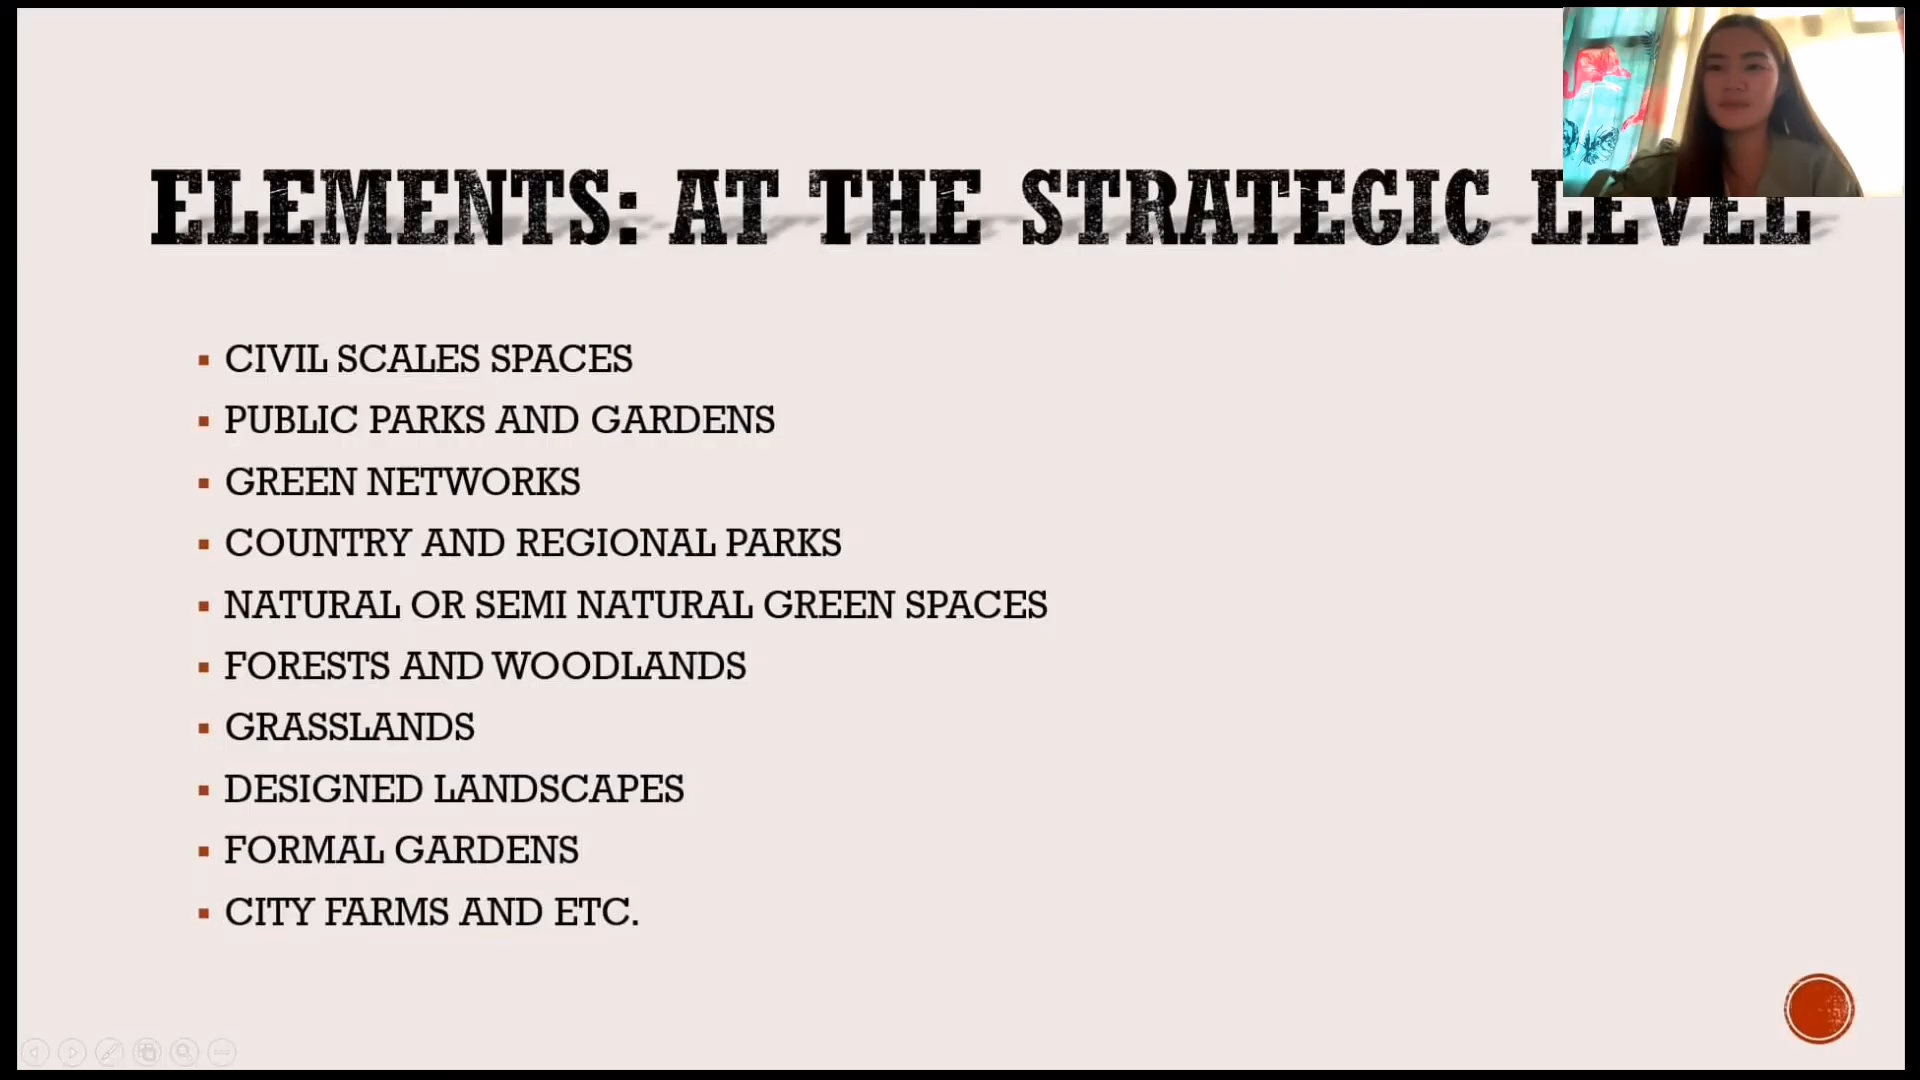 ELEMENTS: AT THE STRATEGIC LEVEL
CIVIL SCALES SPACES
PUBLIC PARKS AND GARDENS
GREEN NETWORKS
COUNTRY AND REGIONAL PARKS
NATURAL OR SEMI NATURAL GREEN SPACES
FORESTS AND WOODLANDS
GRASSLANDS
DESIGNED LANDSCAPES
FORMAL GARDENS
CITY FARMS AND ETC.